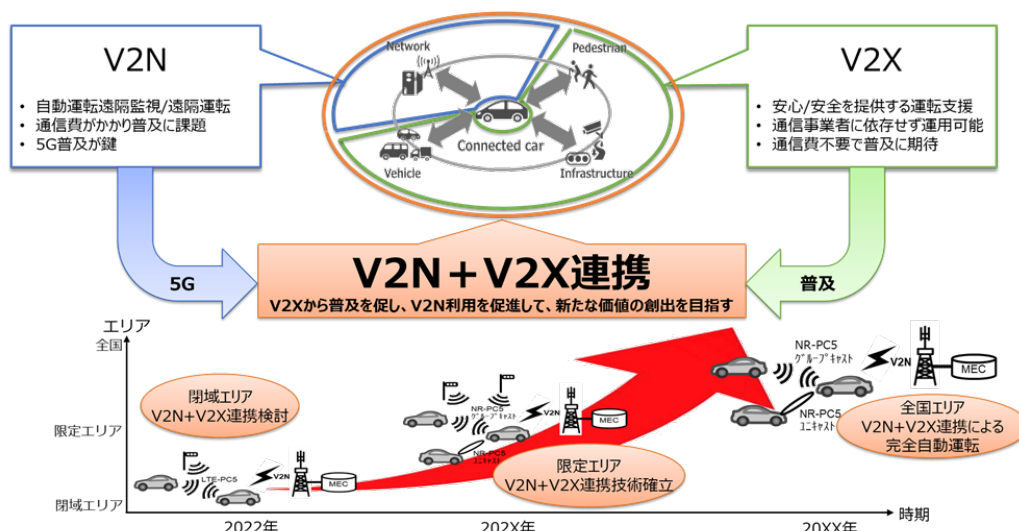 V2N
• 自動運転遠隔監視/遠隔運転
• 通信費がかかり普及に課題
• 5G普及が鍵
Network
Pedestrian
Connected car
Vehicle
Infrastructure
V2X
• 安心/安全を提供する運転支援
• 通信事業者に依存せず運用可能
• 通信費不要で普及に期待
5G
V2N＋V2X連携
V2Xから普及を促し、V2N利用を促進して、新たな価値の創出を目指す
普及
エリア
全国
限定エリア
閉域エリア
閉域エリア
V2N+V2X連携検討
LTE-PC5
V2N
MEC
NR-PC5
ｸﾞﾙｰﾌﾟｷｬｽﾄ
V2N
MEC
NR-PC5
ﾕﾆｷｬｽﾄ
限定エリア
V2N+V2X連携技術確立
NR-PC5
ｸﾞﾙｰﾌﾟｷｬｽﾄ
V2N
MEC
NR-PC5
ﾕﾆｷｬｽﾄ
全国エリア
V2N+V2X連携による
完全自動運転
時期
2022年
202X年
20XX年